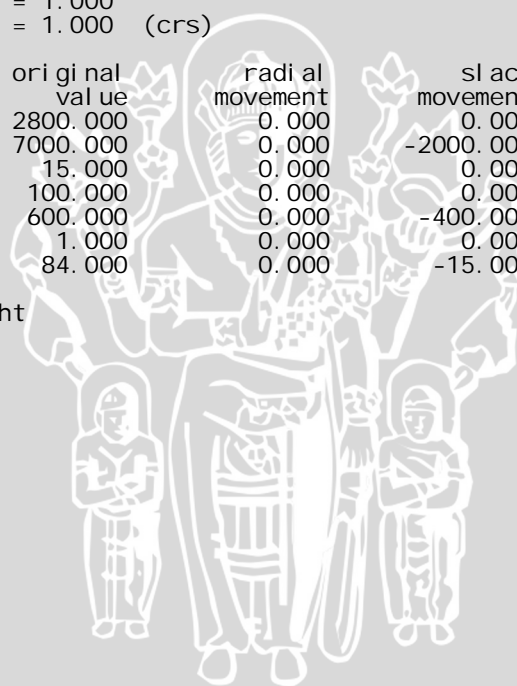 = 1.000
= 1.000 (crs)
original radial slac
value movement movemen
2800.000 0.000 0.00
7000.000 0.000 -2000.00
15.000 0.000 0.00
100.000 0.000 0.00
600.000 0.000 -400.00
1.000 0.000 0.00
84.000 0.000 -15.00
ht